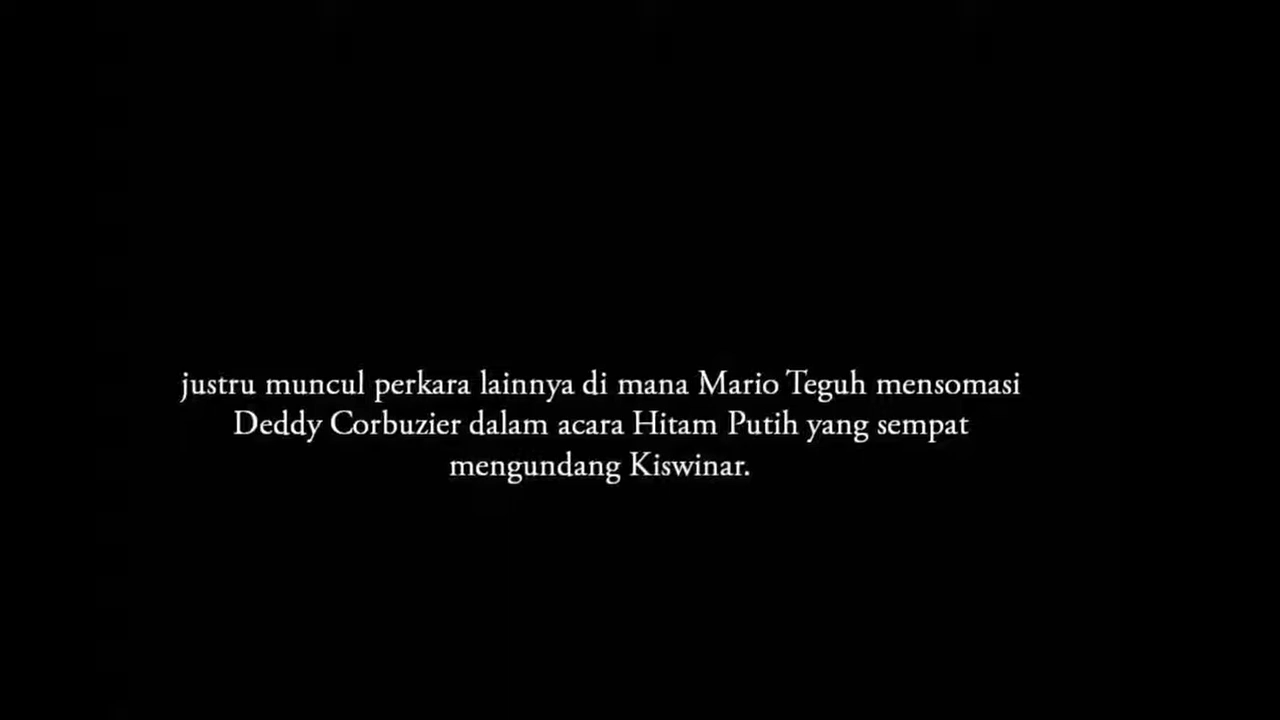 justru muncul perkara lainnya di mana Mario Teguh mensomasi
Deddy Corbuzier dalam acara Hitam Putih yang sempat
mengundang Kiswinar.